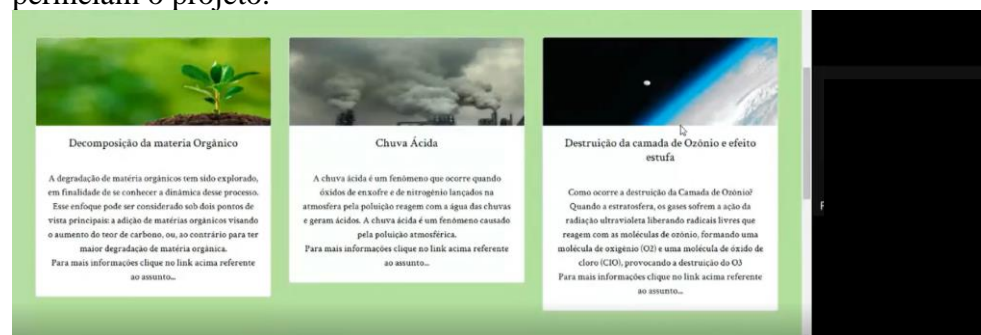 permeiam o projeto.
Decomposição da materia Orgânico
A degradação de matéria orgânicos tem sido explorado,
em finalidade de se conhecer a dinâmica desse processo.
Esse enfoque pode ser considerado sob dois pontos de
vista principais: a adição de matérias orgânicos visando
o aumento do teor de carbono, ou, ao contrário para ter
maior degradação de matéria orgânica.
Para mais informações clique no link acima referente
ao assunto...
Chuva Ácida
A chuva ácida é um fenômeno que ocorre quando
óxidos de enxofre e de nitrogênio lançados na
atmosfera pela poluição reagem com a água das chuvas
e geram ácidos. A chuva ácida é um fenômeno causado
pela poluição atmosférica.
Para mais informações clique no link acima referente
ao assunto...
Destruição da camada de Ozônio e efeito
estufa
Como ocorre a destruição da Camada de Ozônio?
Quando a estratosfera, os gases sofrem a ação da
radiação ultravioleta liberando radicais livres que
reagem com as moléculas de ozônio, formando uma
molécula de oxigênio (O2) e uma molécula de óxido de
cloro (ClO), provocando a destruição do O3
Para mais informações clique no link acima referente
ao assunto...